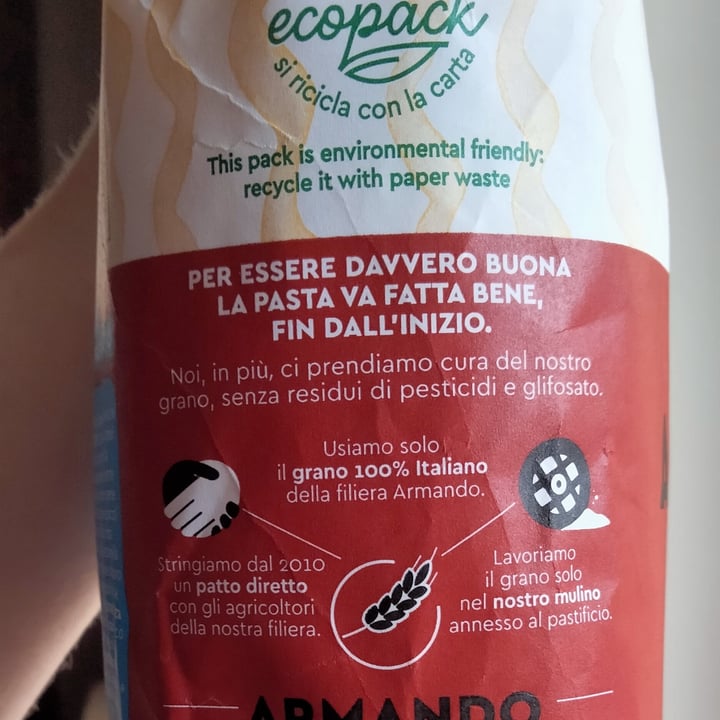 ecopack
si ricicla con la carta
This pack is environmental friendly:
recycle it with paper waste
PER ESSERE DAVVERO BUONA
LA PASTA VA FATTA BENE,
FIN DALL'INIZIO.
Noi, in più, ci prendiamo cura del nostro
grano, senza residui di pesticidi e glifosato.
Usiamo solo
il grano 100% Italiano
della filiera Armando.
Stringiamo dal 2010
un patto diretto
con gli agricoltori
della nostra filiera.
Lavoriamo
il grano solo
nel nostro mulino
annesso al pastificio.
ARMANDO